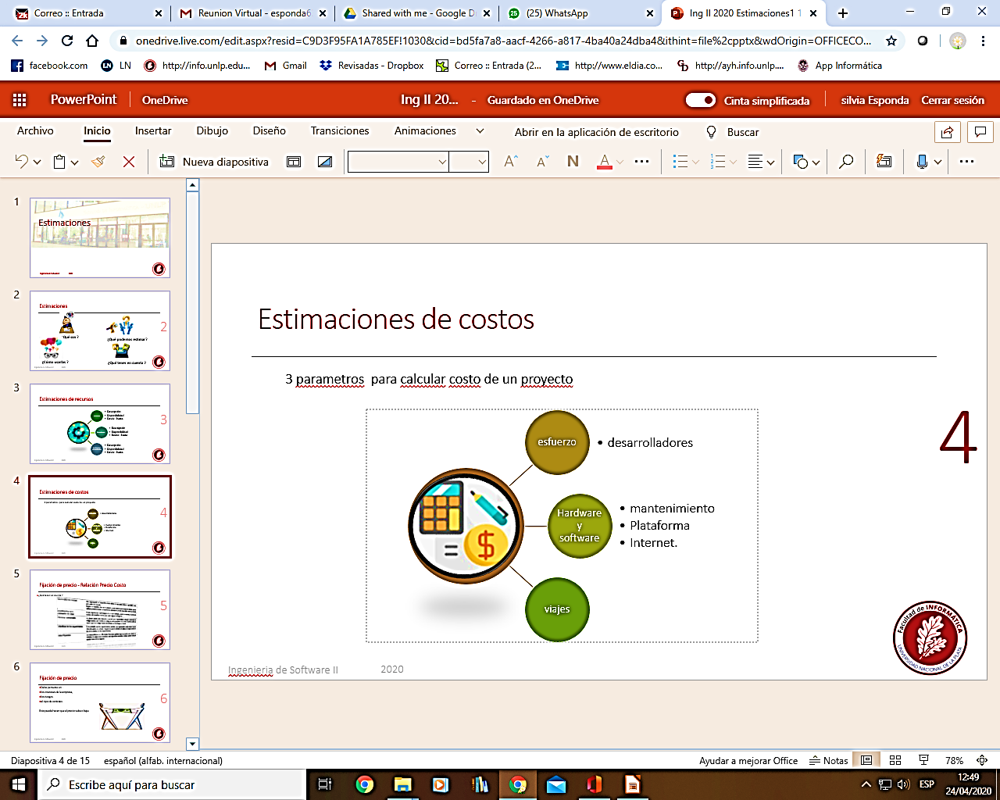 Correo :: Entrada
Reunion Virtual - esponda6
Shared with me - Google D
(25) WhatsApp
Ing II 2020 Estimaciones1 1
onedrive.live.com/edit.aspx?resid=C9D3F95FA1A785EF!1030&cid=bd5fa7a8-aacf-4266-a817-4ba40a24dba4&ithint=file%2cpptx&wdOrigin=OFFICECO...
facebook.com
LN
http://info.unlp.edu...
Gmail
Revisadas - Dropbox
Correo :: Entrada (2...
http://www.eldia.co...
http://ayh.info.unlp....
App Informática
PowerPoint
OneDrive
Ing II 20... - Guardado en OneDrive
Cinta simplificada
silvia Esponda
Cerrar sesión
Archivo
Inicio
Insertar
Dibujo
Diseño
Transiciones
Animaciones
Abrir en la aplicación de escritorio
Buscar
Nueva diapositiva
N
A
1
Estimaciones
2
Estimaciones
2
¿Qué son ?
¿Qué podemos estimar?
¿Cómo usarlas ?
¿Qué tener en cuenta ?
3
Estimaciones de recursos
3
4
Estimaciones de costos
4
5
Fijación de precio - Relación Precio Costo
5
6
Fijación de precio
6
Estimaciones de costos
3 parametros para calcular costo de un proyecto
esfuerzo
• desarrolladores
Hardware
y
software
• mantenimiento
• Plataforma
• Internet.
viajes
4
Facultad de INFORMÁTICA
UNIVERSIDAD NACIONAL DE LA PLATA
Ingenieria de Software II
2020
Diapositiva 4 de 15
español (alfab. internacional)
Ayudar a mejorar Office
Notas
78%
Escribe aquí para buscar
ESP
12:49
24/04/2020